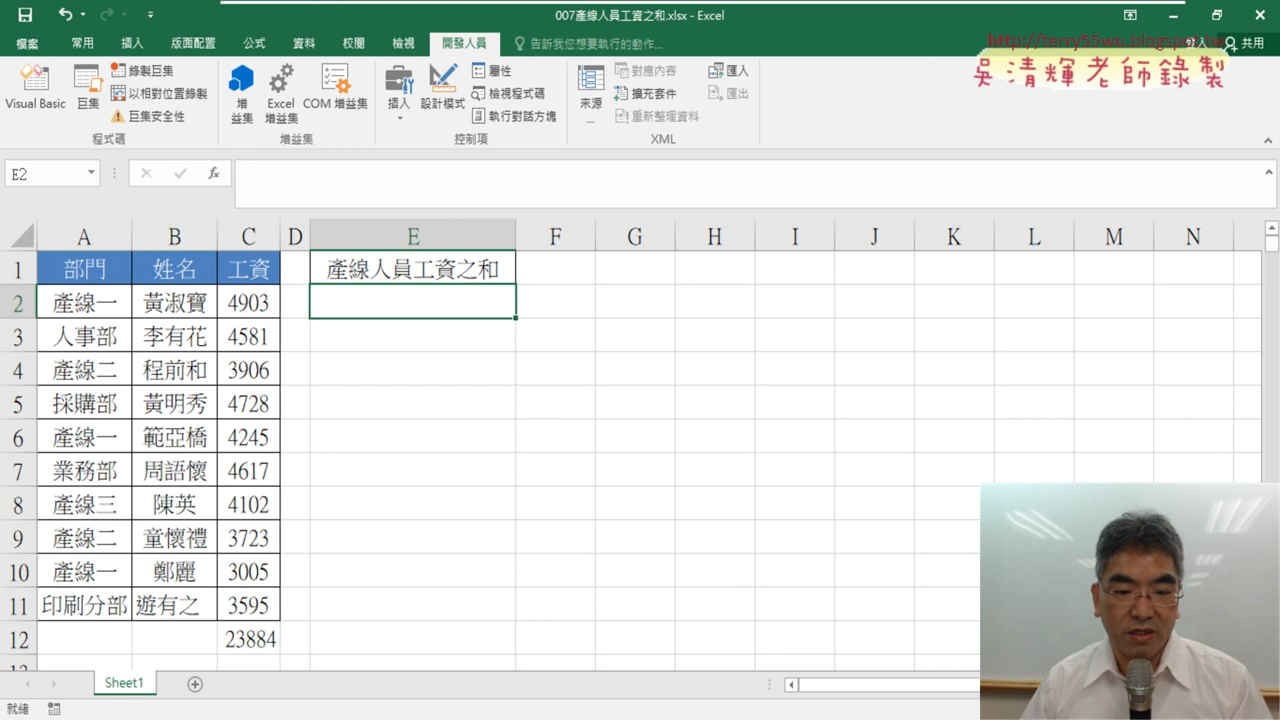 007產線人員工資之和.xlsx - Excel
檔案 常用 插入 版面配置 公式 資料 校閱 檢視 開發人員 告訴我您想要執行的動作... 共用
http://terry55wu.blogspot.tw
吳清輝老師錄製
Visual Basic 巨集 錄製巨集 以相對位置錄製 巨集安全性
增益集 Excel 增益集 COM 增益集
插入 設計模式 屬性 檢視程式碼 執行對話方塊
來源... 對應內容 擴充套件 重新整理資料 匯入 匯出
程式碼 增益集 控制項 XML
E2 fx
A B C D E F G H I J K L M N
1 部門 姓名 工資 產線人員工資之和
2 產線一 黃淑寶 4903
3 人事部 李有花 4581
4 產線二 程前和 3906
5 採購部 黃明秀 4728
6 產線一 範亞橋 4245
7 業務部 周語懷 4617
8 產線三 陳英 4102
9 產線二 童懷禮 3723
10 產線一 鄭麗 3005
11 印刷分部 遊有之 3595
12 23884
Sheet1
就緒